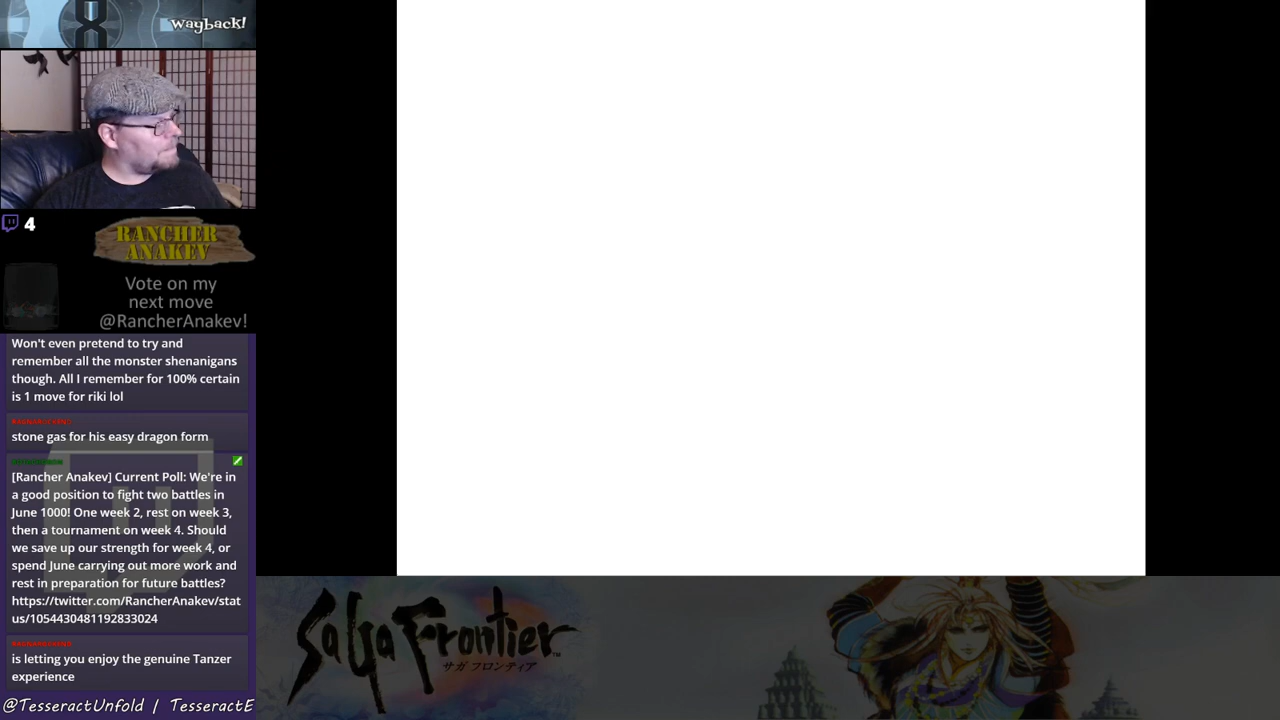 wayback!
4
RANCHER
ANAKEV
Vote on my
next move
@RancherAnakev!
Won't even pretend to try and
remember all the monster shenanigans
though. All I remember for 100% certain
is 1 move for riki lol
stone gas for his easy dragon form
[Rancher Anakev] Current Poll: We're in
a good position to fight two battles in
June 1000! One week 2, rest on week 3,
then a tournament on week 4. Should
we save up our strength for week 4, or
spend June carrying out more work and
rest in preparation for future battles?
https://twitter.com/RancherAnakev/stat
us/1054430481192833024
is letting you enjoy the genuine Tanzer
experience
@TesseractUnfold / TesseractE
SaGa Frontier
サガ フロンティア